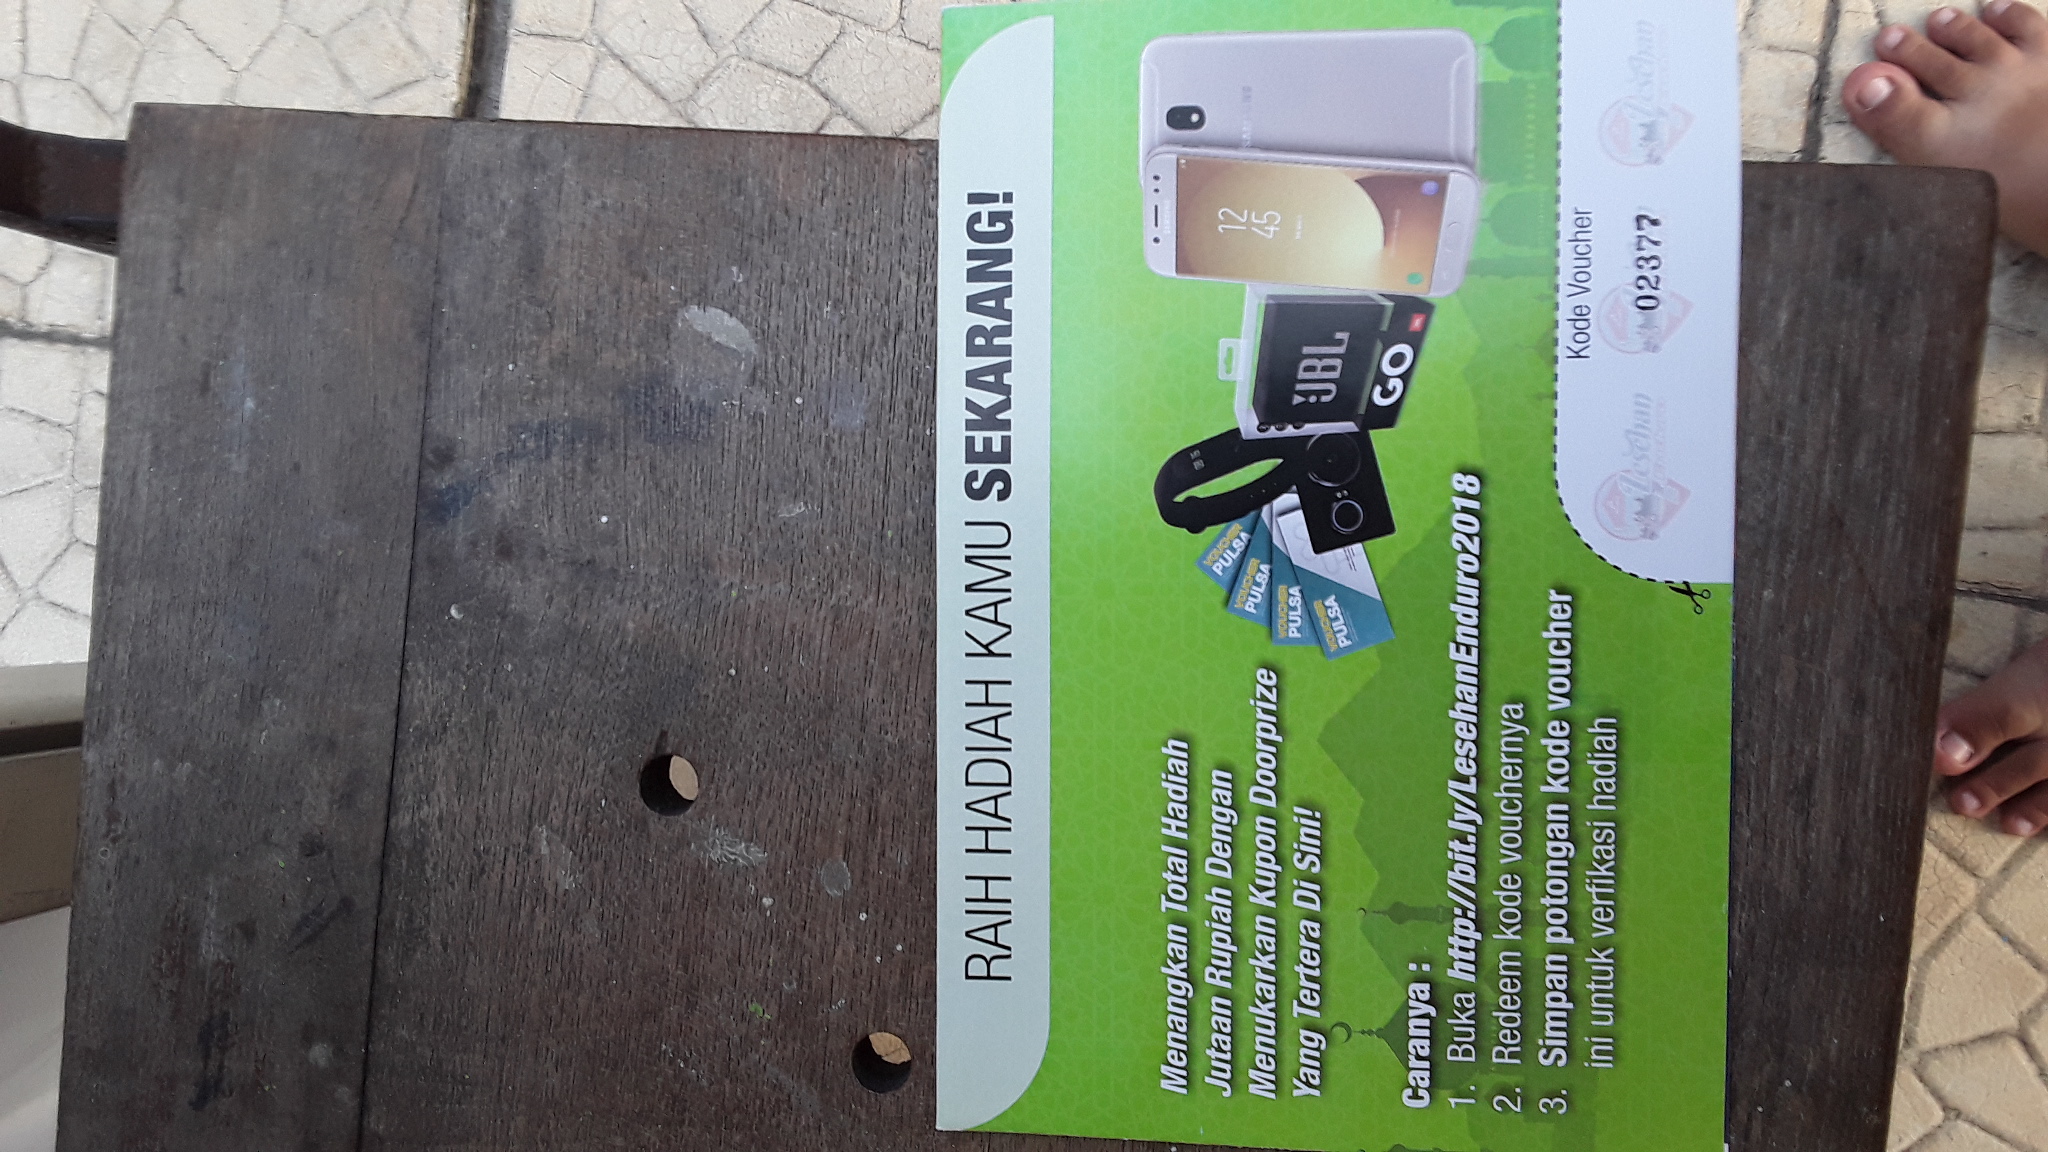 RAIH HADIAH KAMU SEKARANG!
Menangkan Total Hadiah
Jutaan Rupiah Dengan
Menukarkan Kupon Doorprize
Yang Tertera Di Sini!
VOUCHER
PULSA
VOUCHER
PULSA
VOUCHER
PULSA
VOUCHER
PULSA
JBL
GO
SAMSUNG
12
45
SAMSUNG
Caranya :
1. Buka http://bit.ly/LesehanEnduro2018
2. Redeem kode vouchernya
3. Simpan potongan kode voucher
ini untuk verfikasi hadiah
Kode Voucher
Lesehan
02377
Lesehan